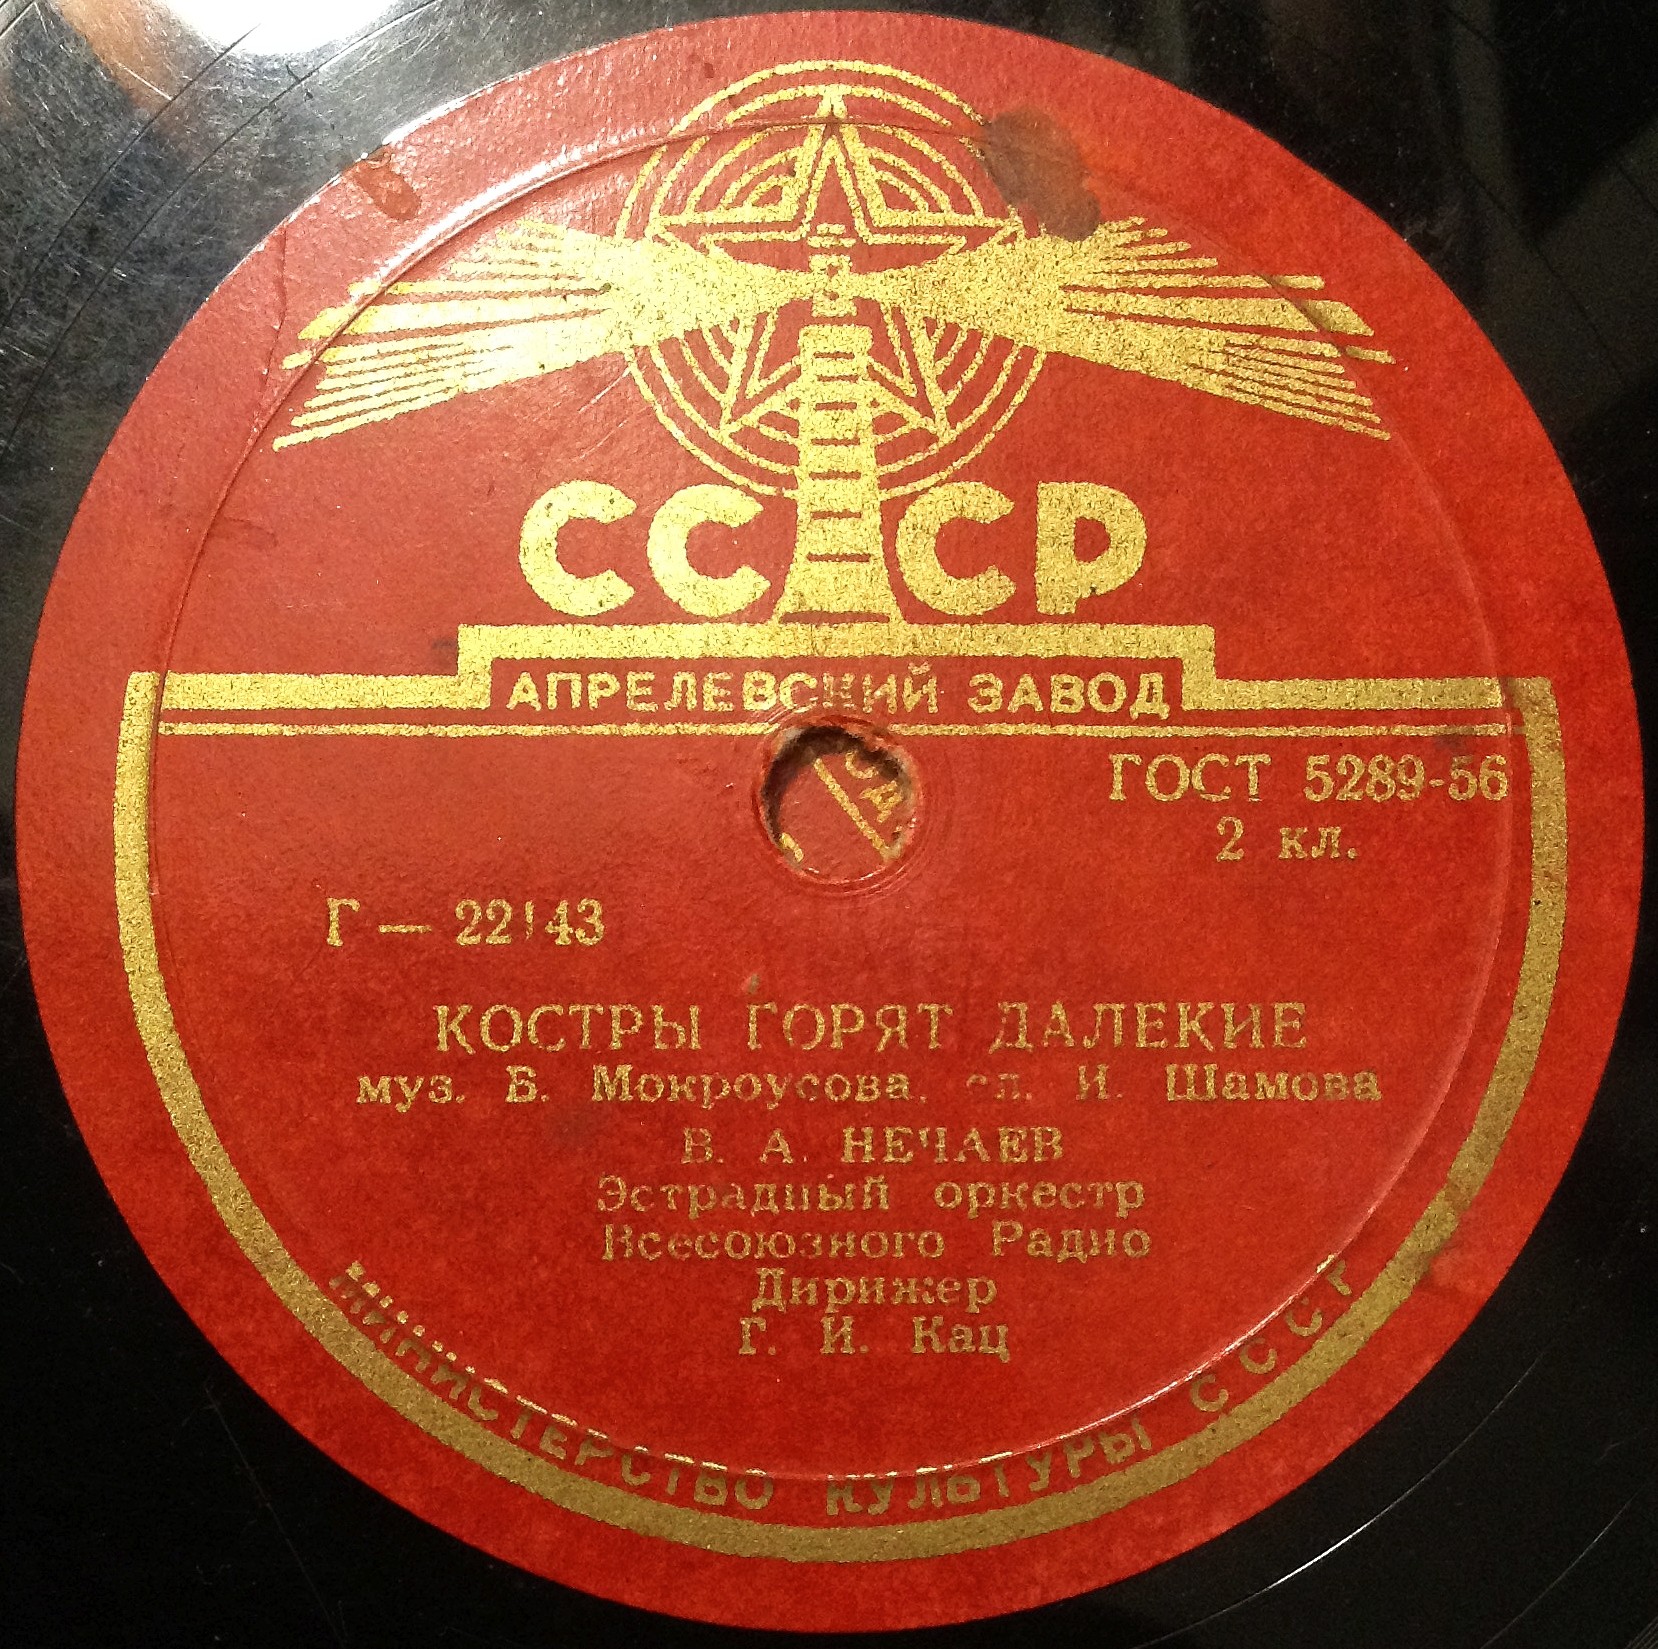 СССР
АПРЕЛЕВСКИЙ ЗАВОД
ГОСТ 5289-56
2 кл.
Г — 22143
КОСТРЫ ГОРЯТ ДАЛЕКИЕ
муз. Б. Мокроусова, сл. И. Шамова
В. А. НЕЧАЕВ
Эстрадный оркестр
Всесоюзного Радио
Дирижер
Г. И. Кац
МИНИСТЕРСТВО КУЛЬТУРЫ СССР